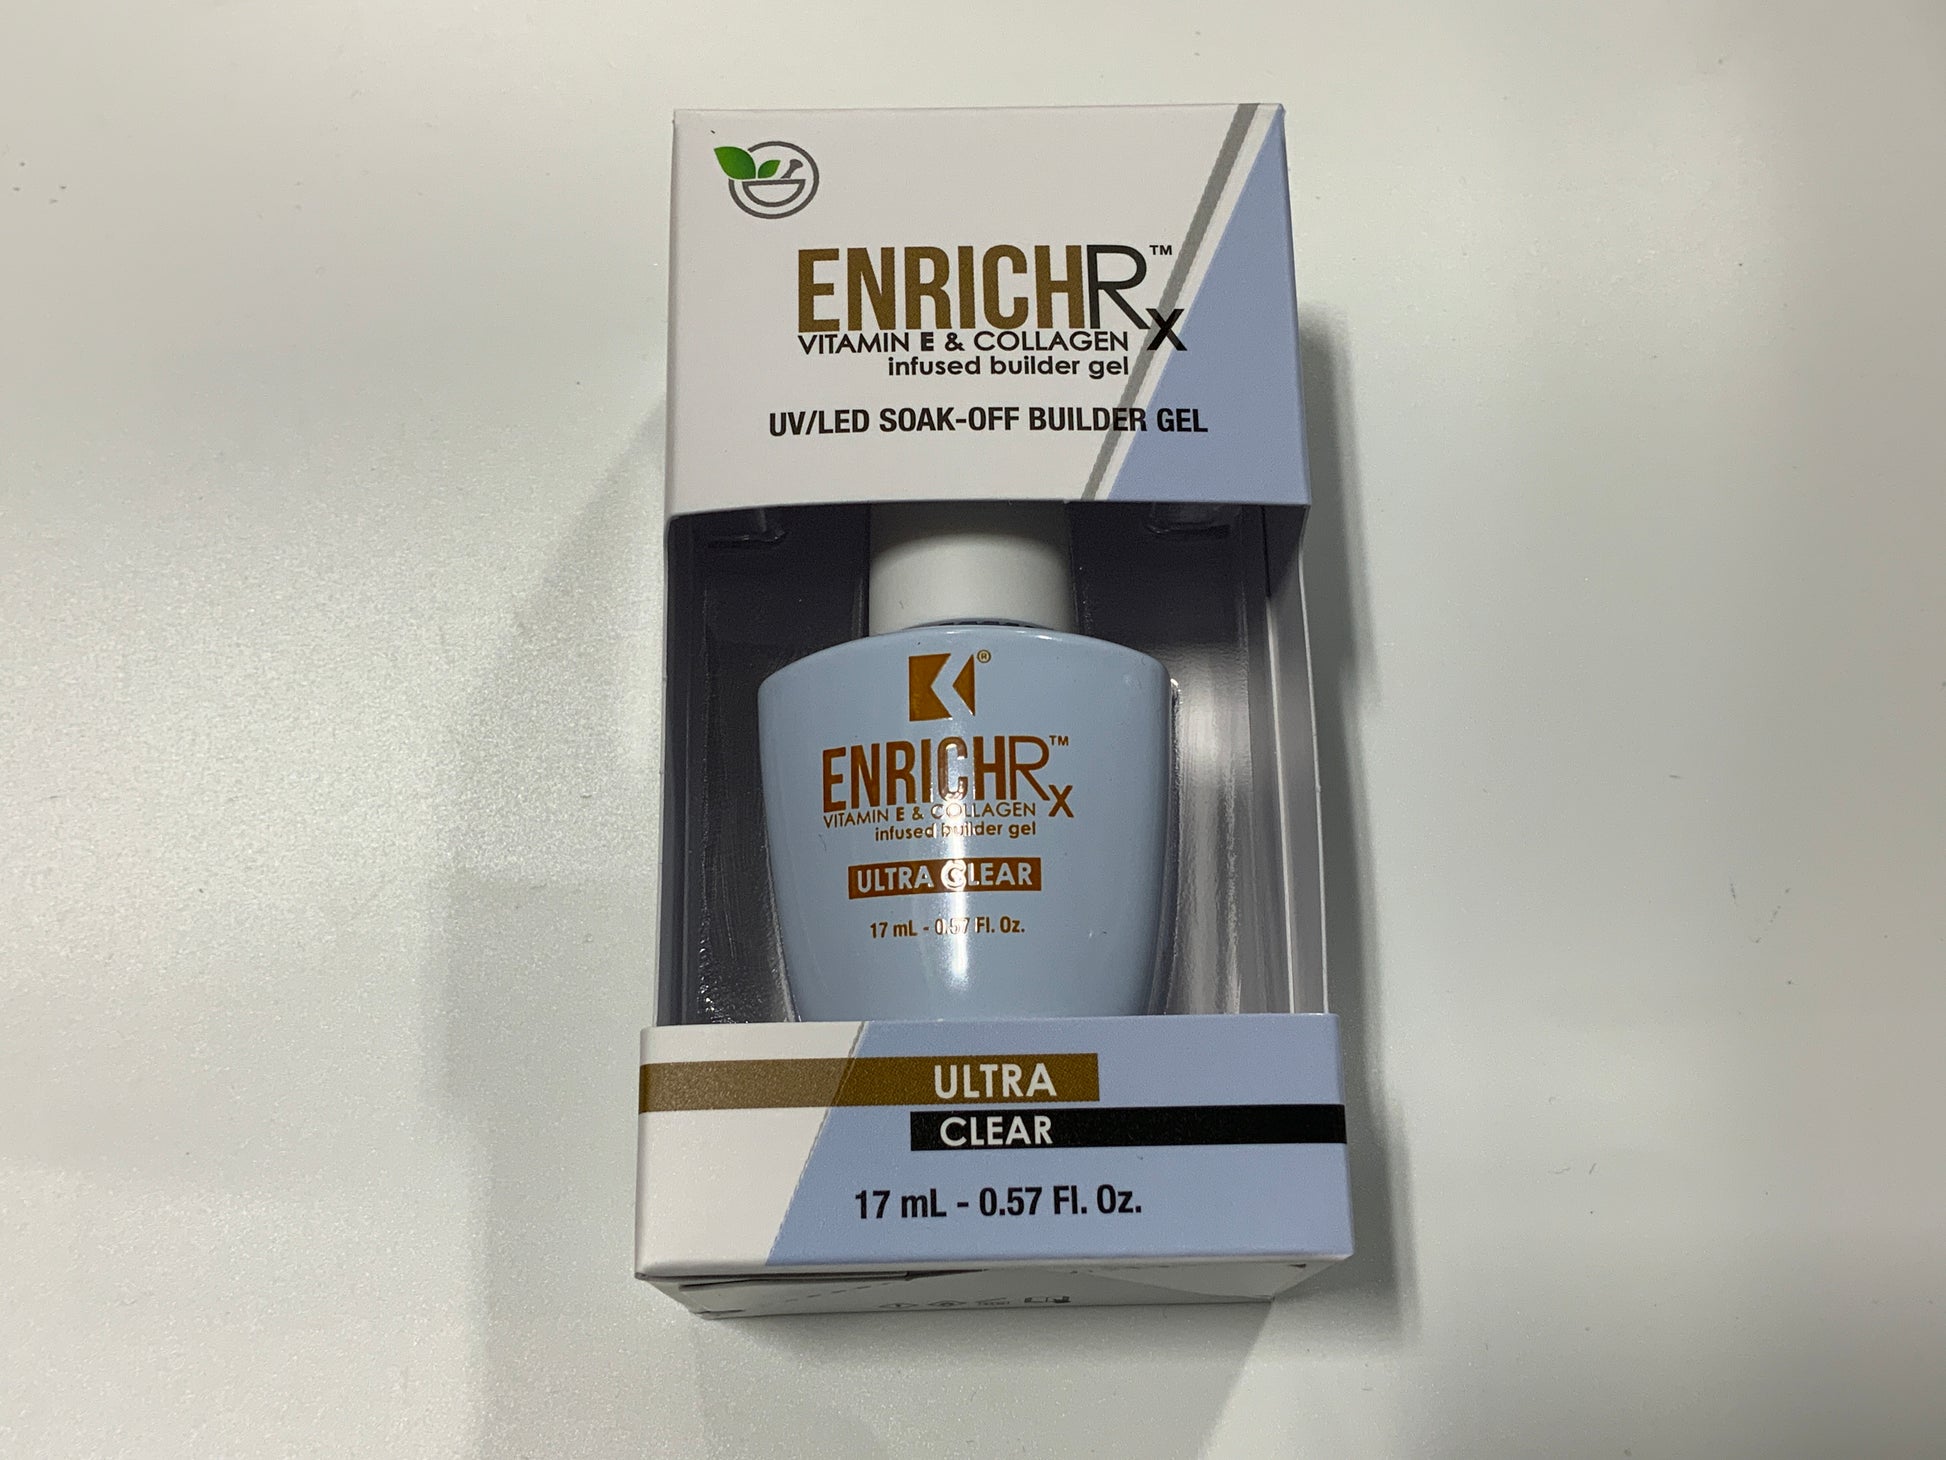 ENRICHRx™
VITAMIN E & COLLAGEN
infused builder gel
UV/LED SOAK-OFF BUILDER GEL
K®
ENRICHRx™
VITAMIN E & COLLAGEN
infused builder gel
ULTRA CLEAR
17 mL - 0.57 Fl. Oz.
ULTRA
CLEAR
17 mL - 0.57 Fl. Oz.